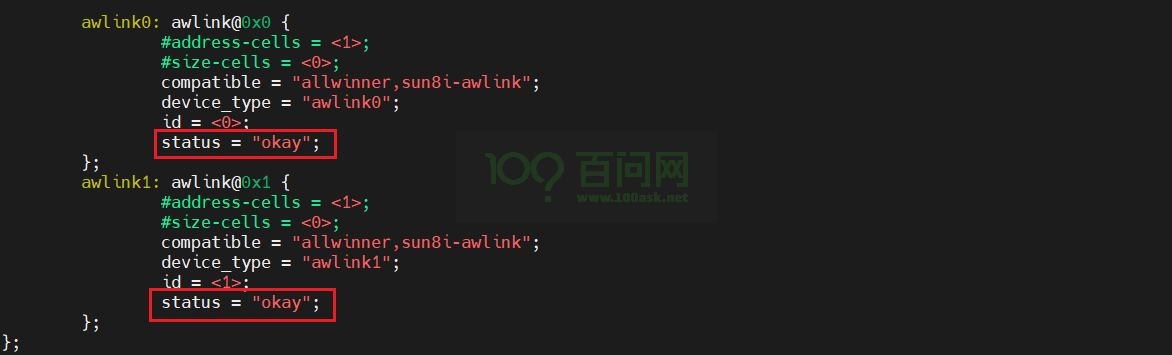 awlink0: awlink@0x0 {
#address-cells = <1>;
#size-cells = <0>;
compatible = "allwinner,sun8i-awlink";
device_type = "awlink0";
id = <0>;
status = "okay";
};
awlink1: awlink@0x1 {
#address-cells = <1>;
#size-cells = <0>;
compatible = "allwinner,sun8i-awlink";
device_type = "awlink1";
id = <1>;
status = "okay";
};
};
100? 百问网
www.100ask.net